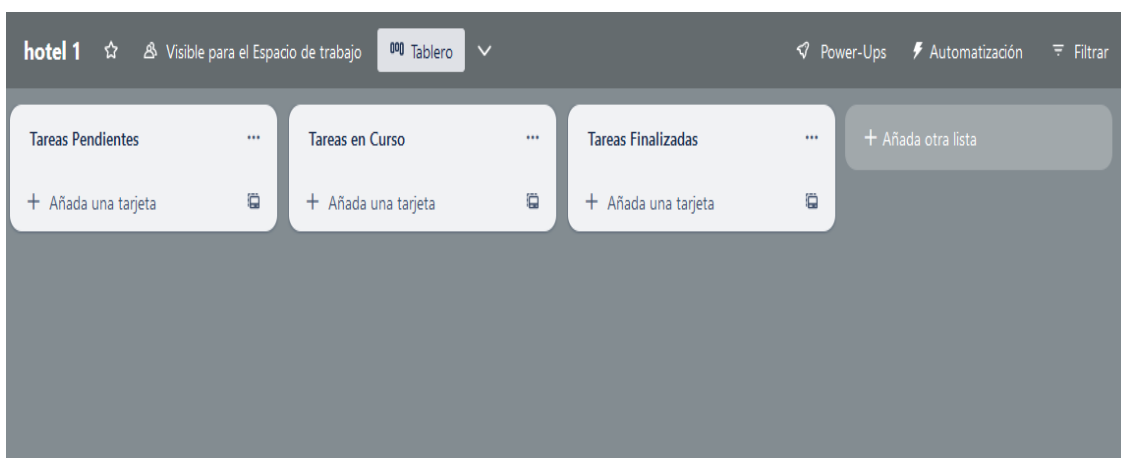 hotel 1 Visible para el Espacio de trabajo Tablero Power-Ups Automatización Filtrar
Tareas Pendientes
+ Añada una tarjeta
Tareas en Curso
+ Añada una tarjeta
Tareas Finalizadas
+ Añada una tarjeta
+ Añada otra lista